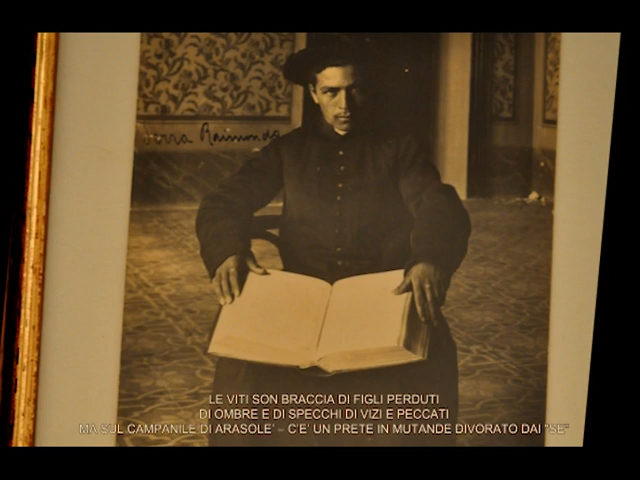 Serra Raimondo
LE VITI SON BRACCIA DI FIGLI PERDUTI
DI OMBRE E DI SPECCHI DI VIZI E PECCATI
MA SUL CAMPANILE DI ARASOLE' – C'E' UN PRETE IN MUTANDE DIVORATO DAI "SE"